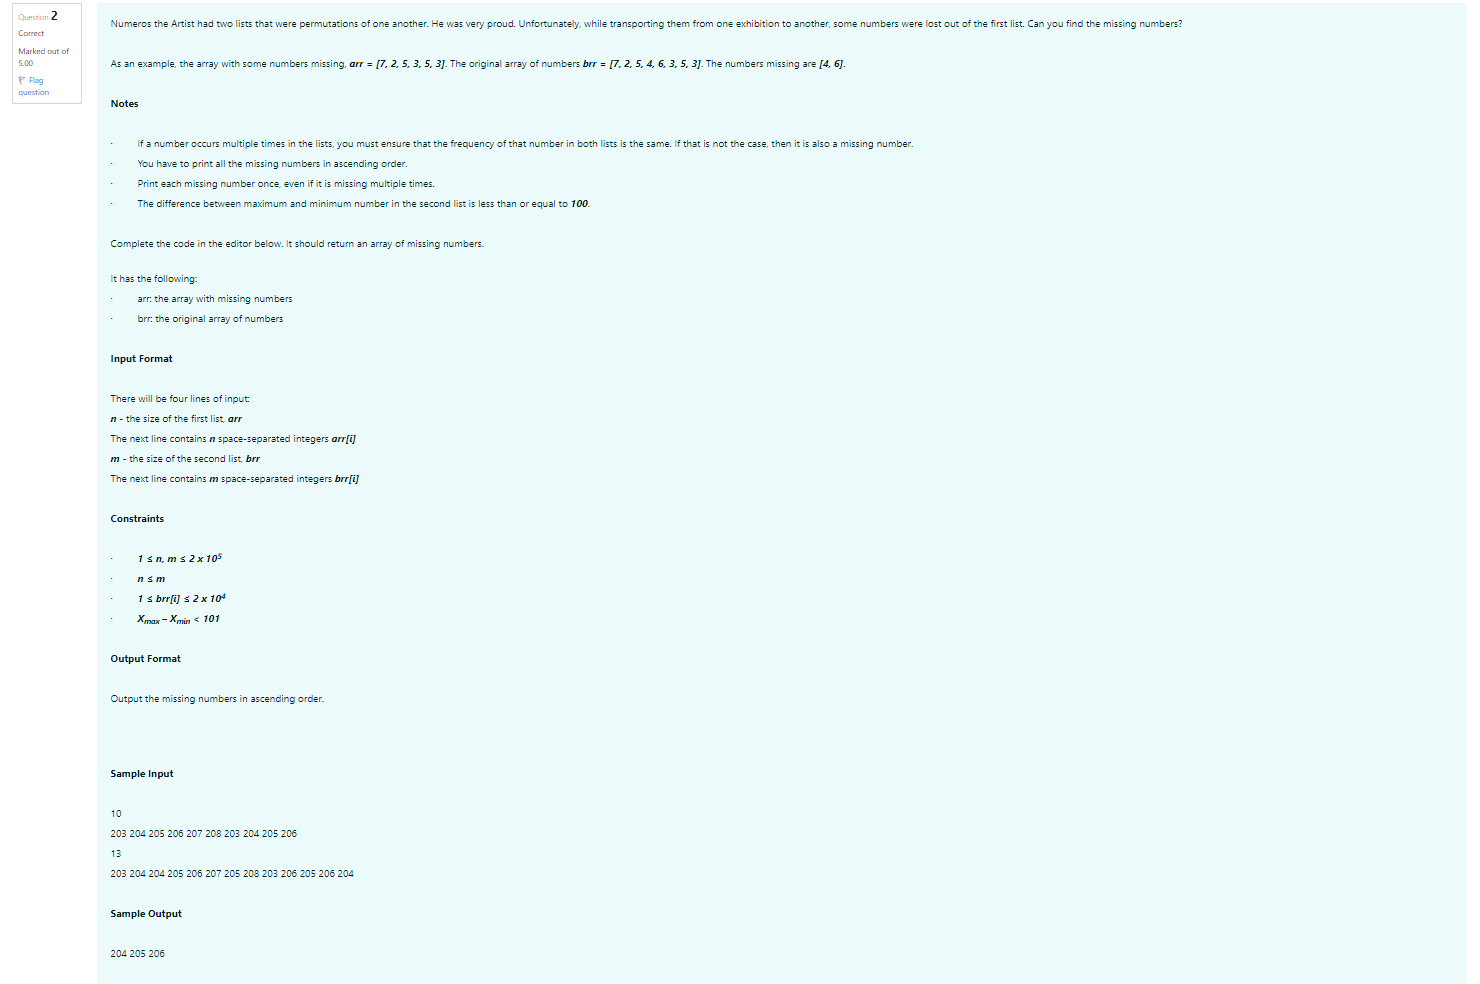 Question 2
Correct
Marked out of
5.00
Flag
question
Numeros the Artist had two lists that were permutations of one another. He was very proud. Unfortunately, while transporting them from one exhibition to another, some numbers were lost out of the first list. Can you find the missing numbers?
As an example, the array with some numbers missing, arr = [7, 2, 5, 3, 5, 3]. The original array of numbers brr = [7, 2, 5, 4, 6, 3, 5, 3]. The numbers missing are [4, 6].
Notes
· If a number occurs multiple times in the lists, you must ensure that the frequency of that number in both lists is the same. If that is not the case, then it is also a missing number.
· You have to print all the missing numbers in ascending order.
· Print each missing number once, even if it is missing multiple times.
· The difference between maximum and minimum number in the second list is less than or equal to 100.
Complete the code in the editor below. It should return an array of missing numbers.
It has the following:
· arr: the array with missing numbers
· brr: the original array of numbers
Input Format
There will be four lines of input:
n - the size of the first list, arr
The next line contains n space-separated integers arr[i]
m - the size of the second list, brr
The next line contains m space-separated integers brr[i]
Constraints
· 1 ≤ n, m ≤ 2 x 10⁵
· n ≤ m
· 1 ≤ brr[i] ≤ 2 x 10⁴
· Xmax – Xmin < 101
Output Format
Output the missing numbers in ascending order.
Sample Input
10
203 204 205 206 207 208 203 204 205 206
13
203 204 204 205 206 207 205 208 203 206 205 206 204
Sample Output
204 205 206